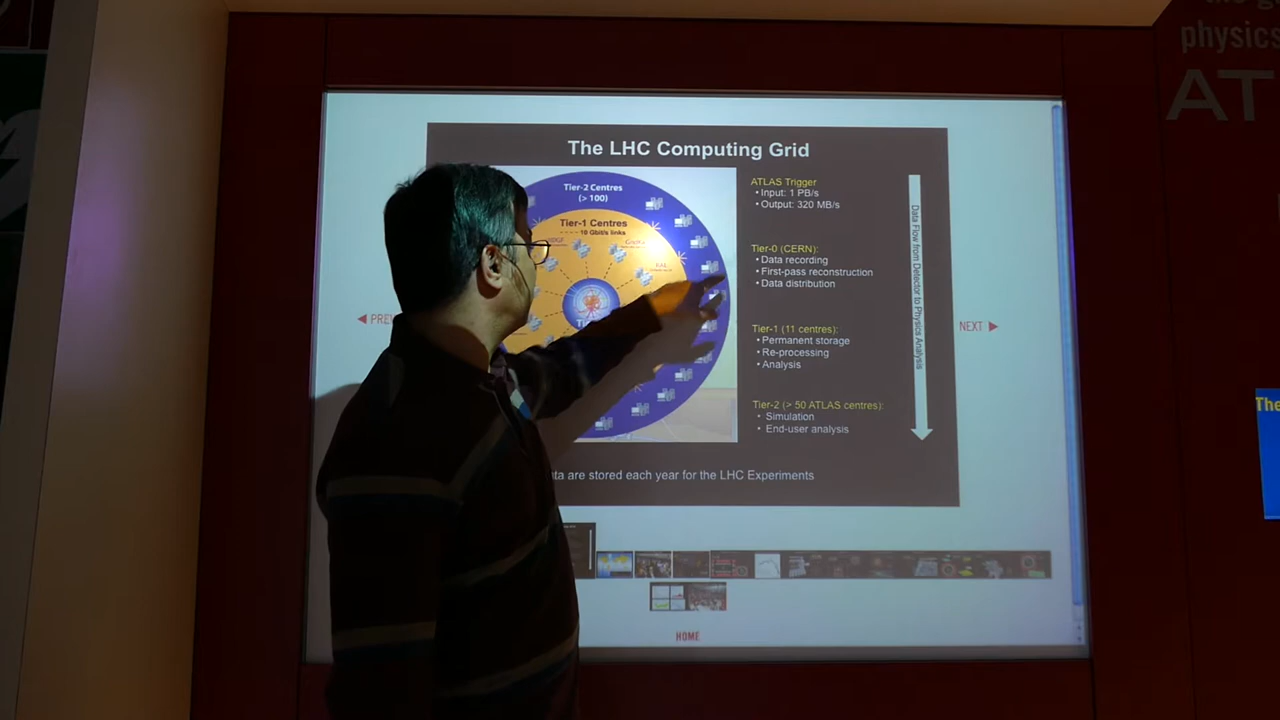 physics
AT
The LHC Computing Grid
Tier-2 Centres
(> 100)
Tier-1 Centres
10 Gbit/s links
ATLAS Trigger
• Input: 1 PB/s
• Output: 320 MB/s
Tier-0 (CERN):
• Data recording
• First-pass reconstruction
• Data distribution
Tier-1 (11 centres):
• Permanent storage
• Re-processing
• Analysis
Tier-2 (> 50 ATLAS centres):
• Simulation
• End-user analysis
Data Flow from Detector to Physics Analysis
are stored each year for the LHC Experiments
◀ PRE
NEXT ▶
HOME
The